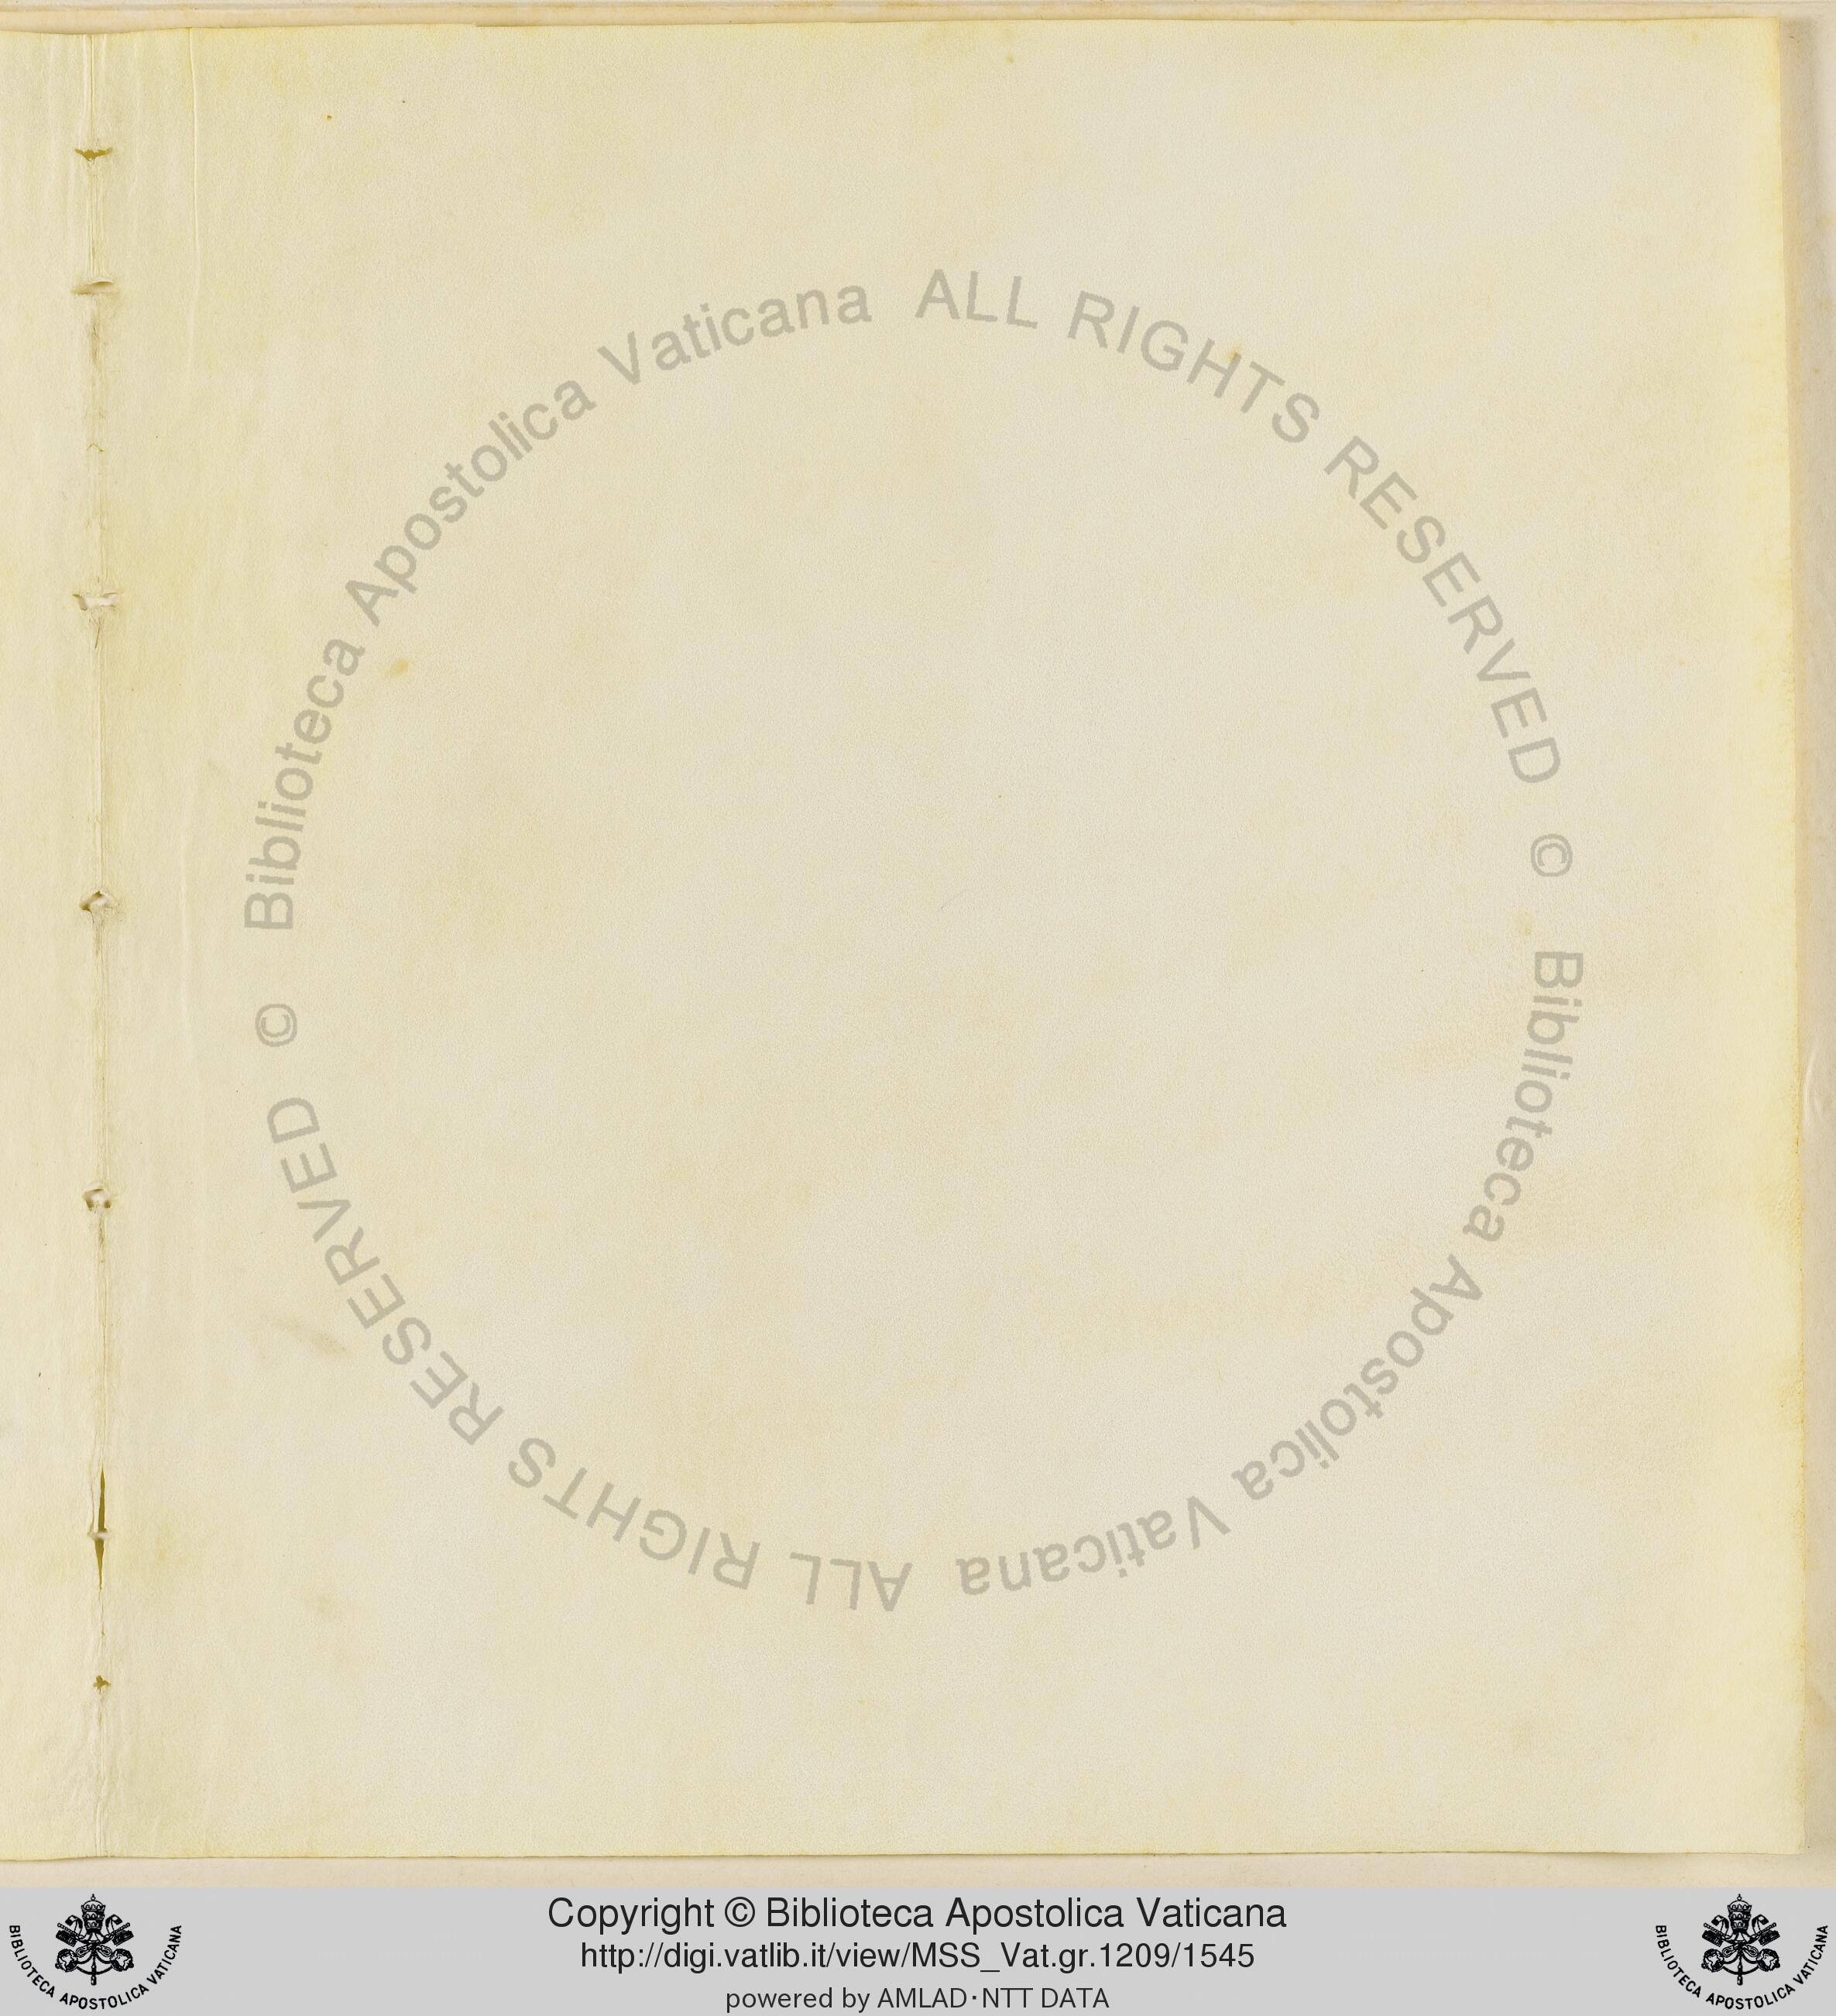 © Biblioteca Apostolica Vaticana ALL RIGHTS RESERVED
© Biblioteca Apostolica Vaticana ALL RIGHTS RESERVED
Copyright © Biblioteca Apostolica Vaticana
http://digi.vatlib.it/view/MSS_Vat.gr.1209/1545
powered by AMLAD·NTT DATA
BIBLIOTECA APOSTOLICA VATICANA
BIBLIOTECA APOSTOLICA VATICANA